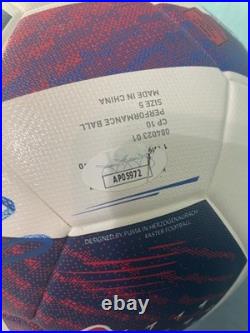 084023 01
CP 10
PERFORMANCE BALL
SIZE 5
MADE IN CHINA
AP05972
DESIGNED BY PUMA IN HERZOGENAURACH
FASTER FOOTBALL